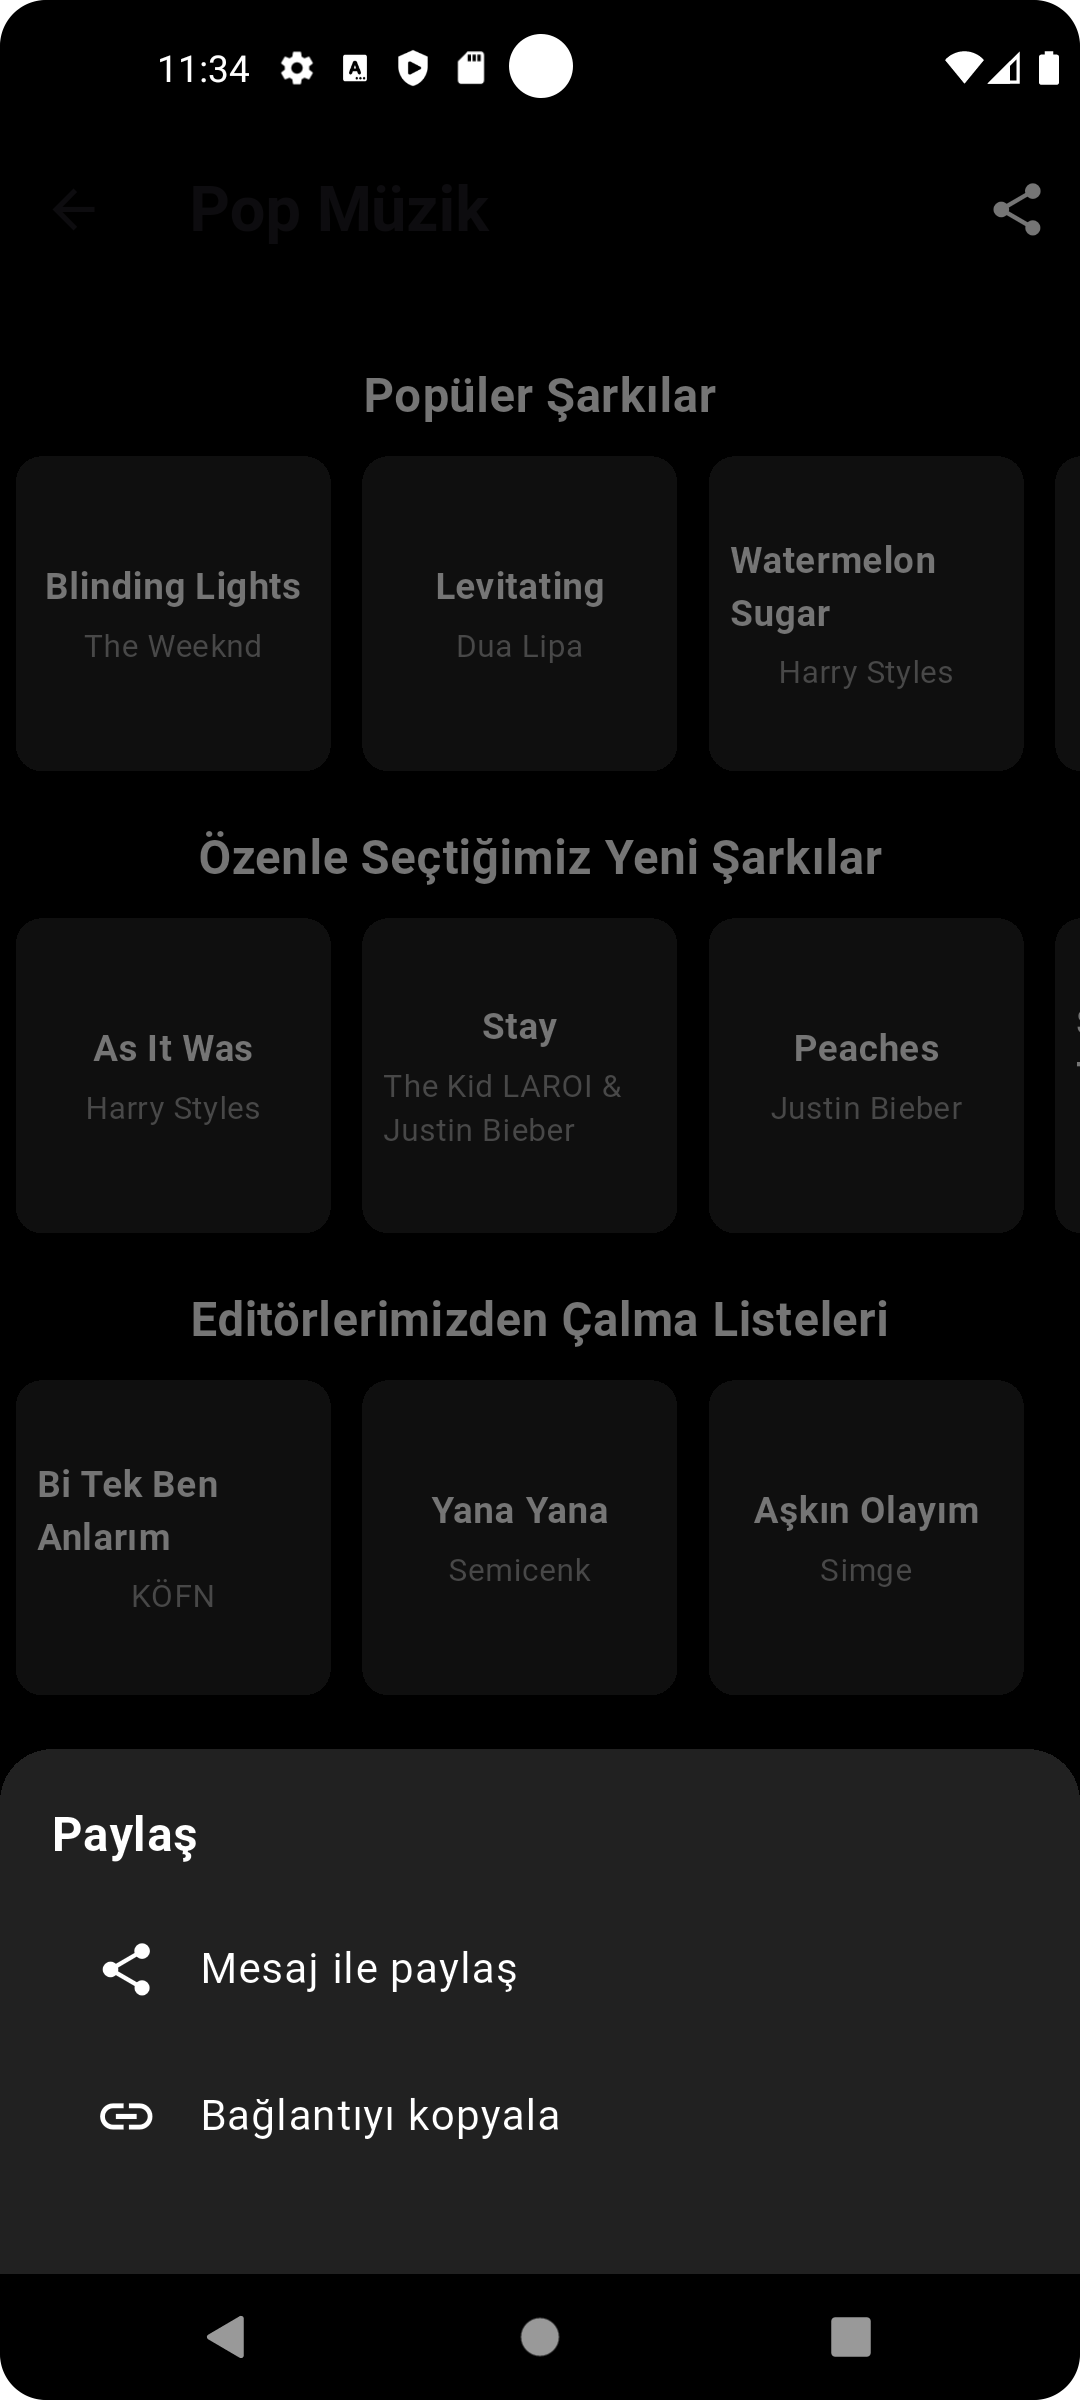 11:34
Pop Müzik
Popüler Şarkılar
Blinding Lights
The Weeknd
Levitating
Dua Lipa
Watermelon
Sugar
Harry Styles
Özenle Seçtiğimiz Yeni Şarkılar
As It Was
Harry Styles
Stay
The Kid LAROI &
Justin Bieber
Peaches
Justin Bieber
Editörlerimizden Çalma Listeleri
Bi Tek Ben
Anlarım
KÖFN
Yana Yana
Semicenk
Aşkın Olayım
Simge
Paylaş
Mesaj ile paylaş
Bağlantıyı kopyala